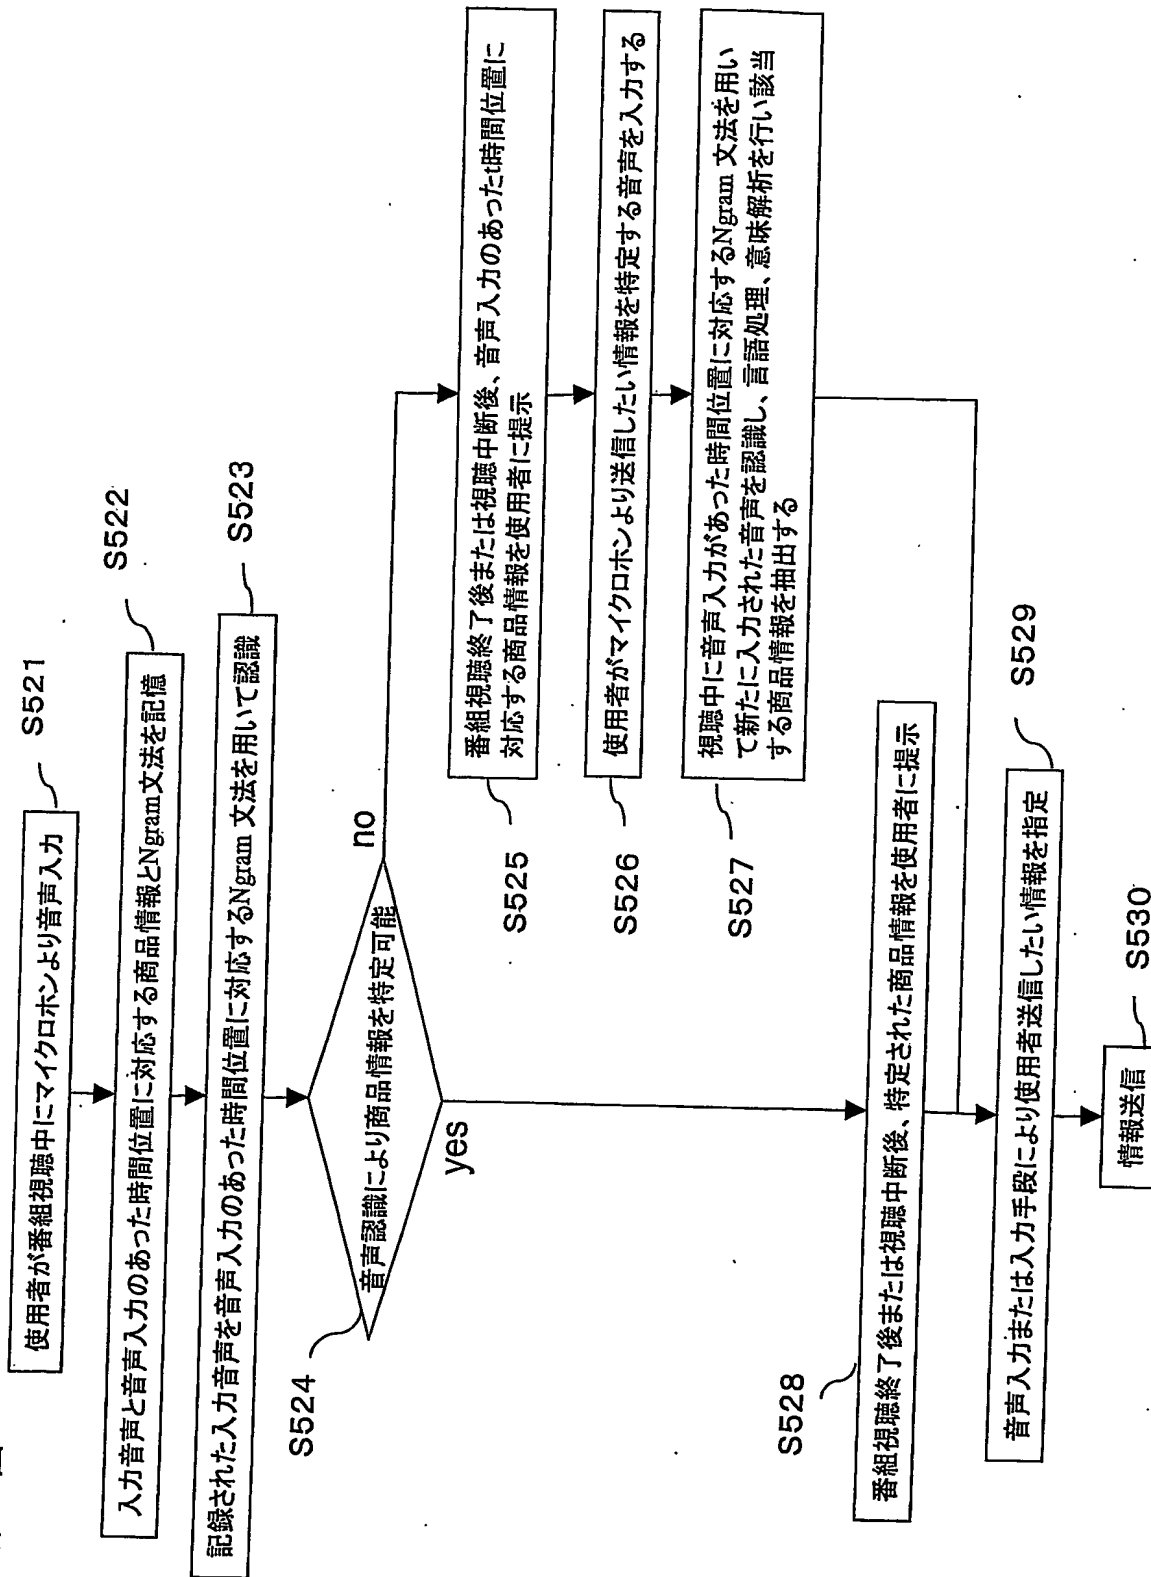 使用者が番組視聴中にマイクロホンより音声入力
S521
入力音声と音声入力のあった時間位置に対応する商品情報とNgram文法を記憶
S522
記録された入力音声を音声入力のあった時間位置に対応するNgram 文法を用いて認識
S523
音声認識により商品情報を特定可能
S524
no
yes
番組視聴終了後または視聴中断後、音声入力のあったt時間位置に
対応する商品情報を使用者に提示
S525
使用者がマイクロホンより送信したい情報を特定する音声を入力する
S526
視聴中に音声入力があった時間位置に対応するNgram 文法を用い
て新たに入力された音声を認識し、言語処理、意味解析を行い該当
する商品情報を抽出する
S527
番組視聴終了後または視聴中断後、特定された商品情報を使用者に提示
S528
音声入力または入力手段により使用者送信したい情報を指定
S529
情報送信
S530